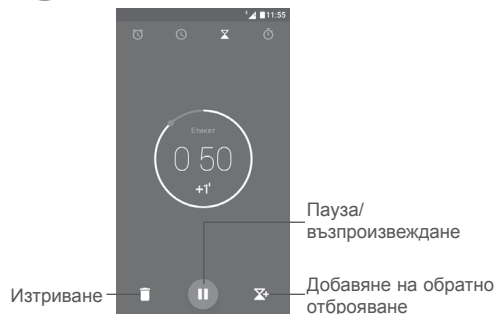 11:55
Етикет
0 50
+1'
Пауза/
възпроизвеждане
Изтриване
Добавяне на обратно
отброяване